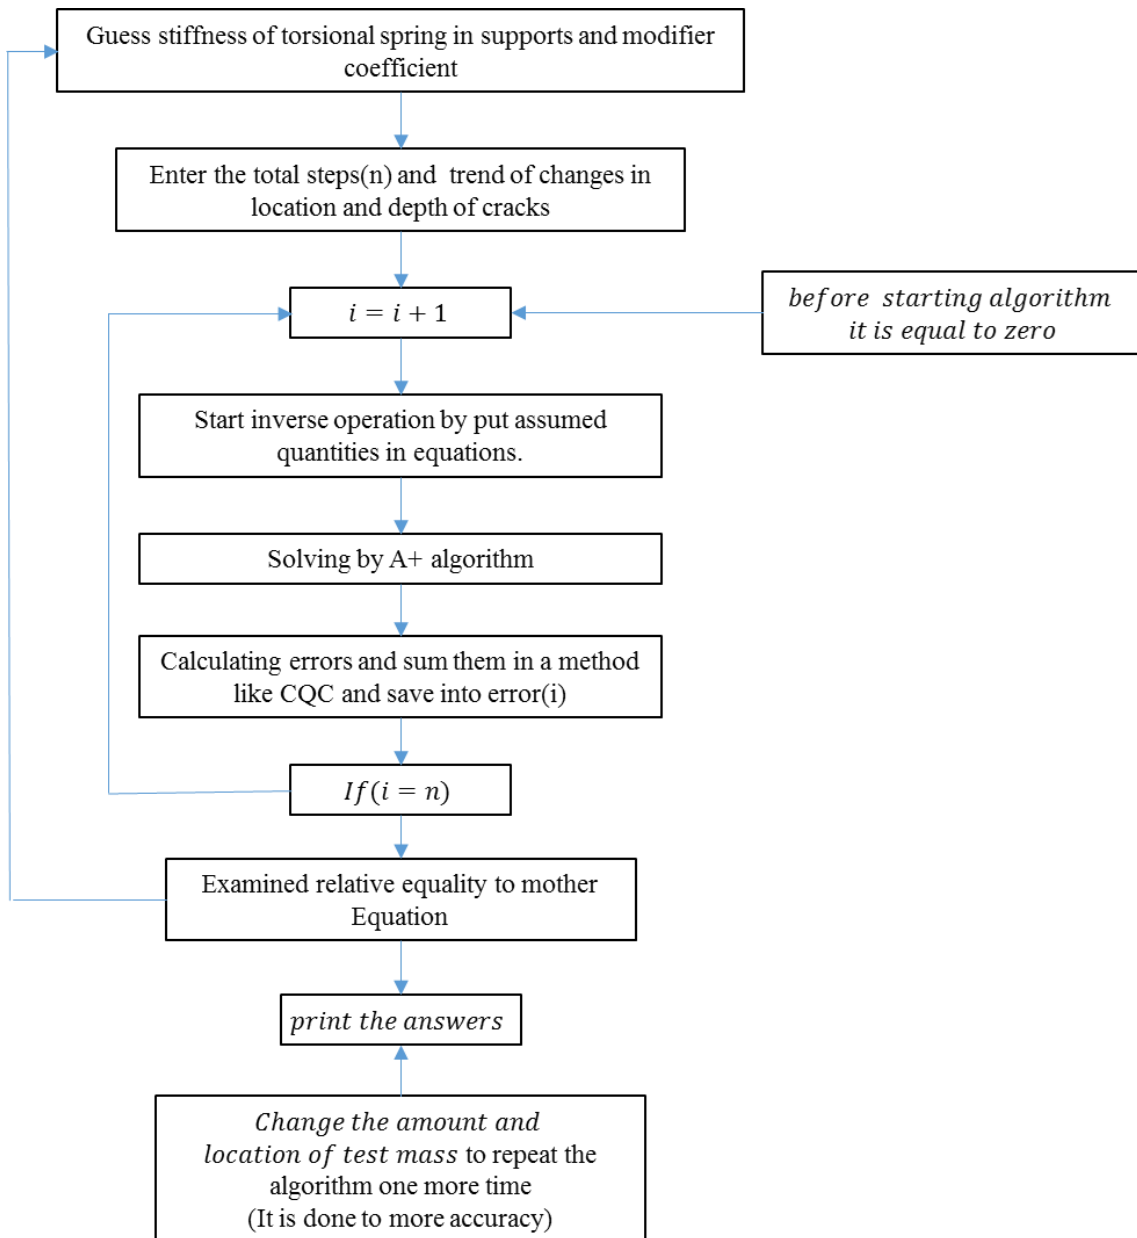 Guess stiffness of torsional spring in supports and modifier
coefficient
Enter the total steps(n) and trend of changes in
location and depth of cracks
i = i + 1
before starting algorithm
it is equal to zero
Start inverse operation by put assumed
quantities in equations.
Solving by A+ algorithm
Calculating errors and sum them in a method
like CQC and save into error(i)
If(i = n)
Examined relative equality to mother
Equation
print the answers
Change the amount and
location of test mass to repeat the
algorithm one more time
(It is done to more accuracy)